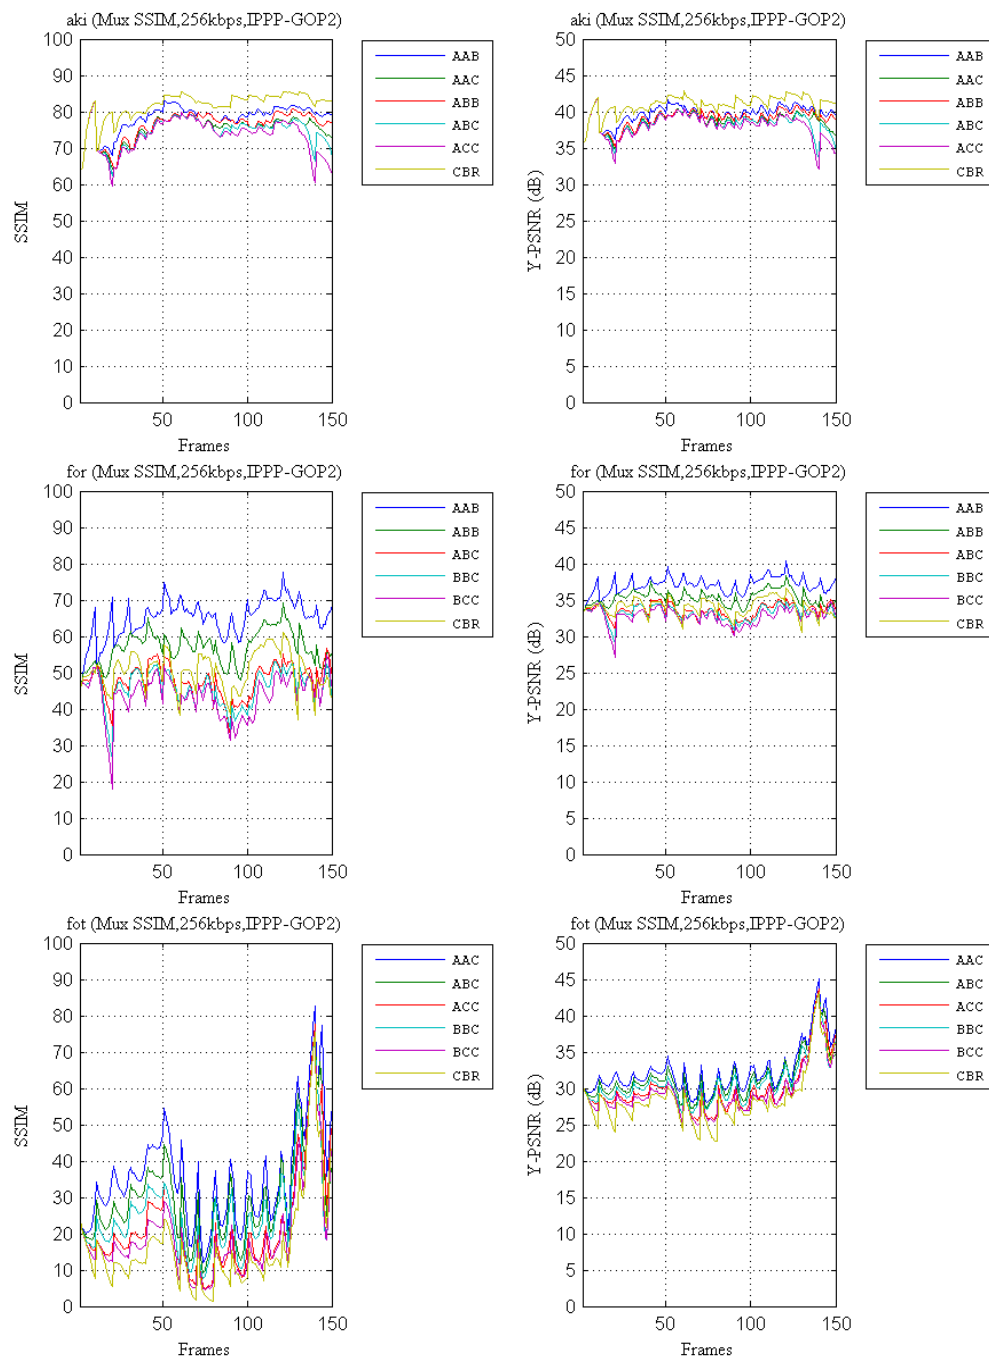 aki (Mux SSIM,256kbps,IPPP-GOP2)
100
90
80
70
60
50
40
30
20
10
0
SSIM
50 100 150
Frames
AAB
AAC
ABB
ABC
ACC
CBR
aki (Mux SSIM,256kbps,IPPP-GOP2)
50
45
40
35
30
25
20
15
10
5
0
Y-PSNR (dB)
50 100 150
Frames
AAB
AAC
ABB
ABC
ACC
CBR
for (Mux SSIM,256kbps,IPPP-GOP2)
100
90
80
70
60
50
40
30
20
10
0
SSIM
50 100 150
Frames
AAB
ABB
ABC
BBC
BCC
CBR
for (Mux SSIM,256kbps,IPPP-GOP2)
50
45
40
35
30
25
20
15
10
5
0
Y-PSNR (dB)
50 100 150
Frames
AAB
ABB
ABC
BBC
BCC
CBR
fot (Mux SSIM,256kbps,IPPP-GOP2)
100
90
80
70
60
50
40
30
20
10
0
SSIM
50 100 150
Frames
AAC
ABC
ACC
BBC
BCC
CBR
fot (Mux SSIM,256kbps,IPPP-GOP2)
50
45
40
35
30
25
20
15
10
5
0
Y-PSNR (dB)
50 100 150
Frames
AAC
ABC
ACC
BBC
BCC
CBR